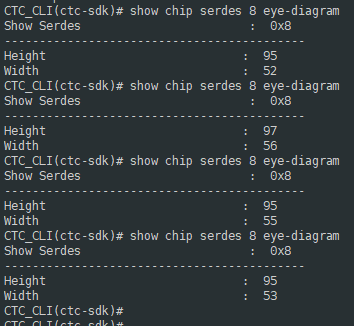 CTC_CLI(ctc-sdk)# show chip serdes 8 eye-diagram
Show Serdes : 0x8
-----------------------------------------
Height : 95
Width : 52
CTC_CLI(ctc-sdk)# show chip serdes 8 eye-diagram
Show Serdes : 0x8
-----------------------------------------
Height : 97
Width : 56
CTC_CLI(ctc-sdk)# show chip serdes 8 eye-diagram
Show Serdes : 0x8
-----------------------------------------
Height : 95
Width : 55
CTC_CLI(ctc-sdk)# show chip serdes 8 eye-diagram
Show Serdes : 0x8
-----------------------------------------
Height : 95
Width : 53
CTC_CLI(ctc-sdk)#
CTC_CLI(ctc-sdk)#